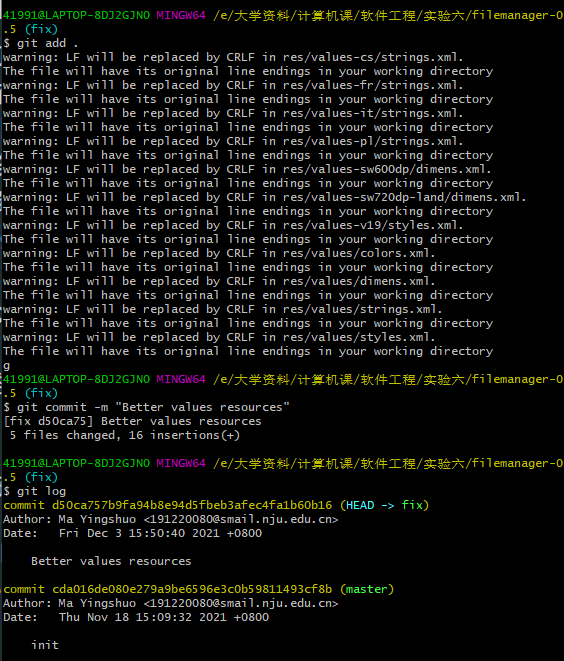 41991@LAPTOP-8DJ2GJNO MINGW64 /e/大学资料/计算机课/软件工程/实验六/filemanager-0
.5 (fix)
$ git add .
warning: LF will be replaced by CRLF in res/values-cs/strings.xml.
The file will have its original line endings in your working directory
warning: LF will be replaced by CRLF in res/values-fr/strings.xml.
The file will have its original line endings in your working directory
warning: LF will be replaced by CRLF in res/values-it/strings.xml.
The file will have its original line endings in your working directory
warning: LF will be replaced by CRLF in res/values-pl/strings.xml.
The file will have its original line endings in your working directory
warning: LF will be replaced by CRLF in res/values-sw600dp/dimens.xml.
The file will have its original line endings in your working directory
warning: LF will be replaced by CRLF in res/values-sw720dp-land/dimens.xml.
The file will have its original line endings in your working directory
warning: LF will be replaced by CRLF in res/values-v19/styles.xml.
The file will have its original line endings in your working directory
warning: LF will be replaced by CRLF in res/values/colors.xml.
The file will have its original line endings in your working directory
warning: LF will be replaced by CRLF in res/values/dimens.xml.
The file will have its original line endings in your working directory
warning: LF will be replaced by CRLF in res/values/strings.xml.
The file will have its original line endings in your working directory
warning: LF will be replaced by CRLF in res/values/styles.xml.
The file will have its original line endings in your working directory
g
41991@LAPTOP-8DJ2GJNO MINGW64 /e/大学资料/计算机课/软件工程/实验六/filemanager-0
.5 (fix)
$ git commit -m "Better values resources"
[fix d50ca75] Better values resources
 5 files changed, 16 insertions(+)

41991@LAPTOP-8DJ2GJNO MINGW64 /e/大学资料/计算机课/软件工程/实验六/filemanager-0
.5 (fix)
$ git log
commit d50ca757b9fa94b8e94d5fbeb3afec4fa1b60b16 (HEAD -> fix)
Author: Ma Yingshuo <191220080@smail.nju.edu.cn>
Date:   Fri Dec 3 15:50:40 2021 +0800

    Better values resources

commit cda016de080e279a9be6596e3c0b59811493cf8b (master)
Author: Ma Yingshuo <191220080@smail.nju.edu.cn>
Date:   Thu Nov 18 15:09:32 2021 +0800

    init